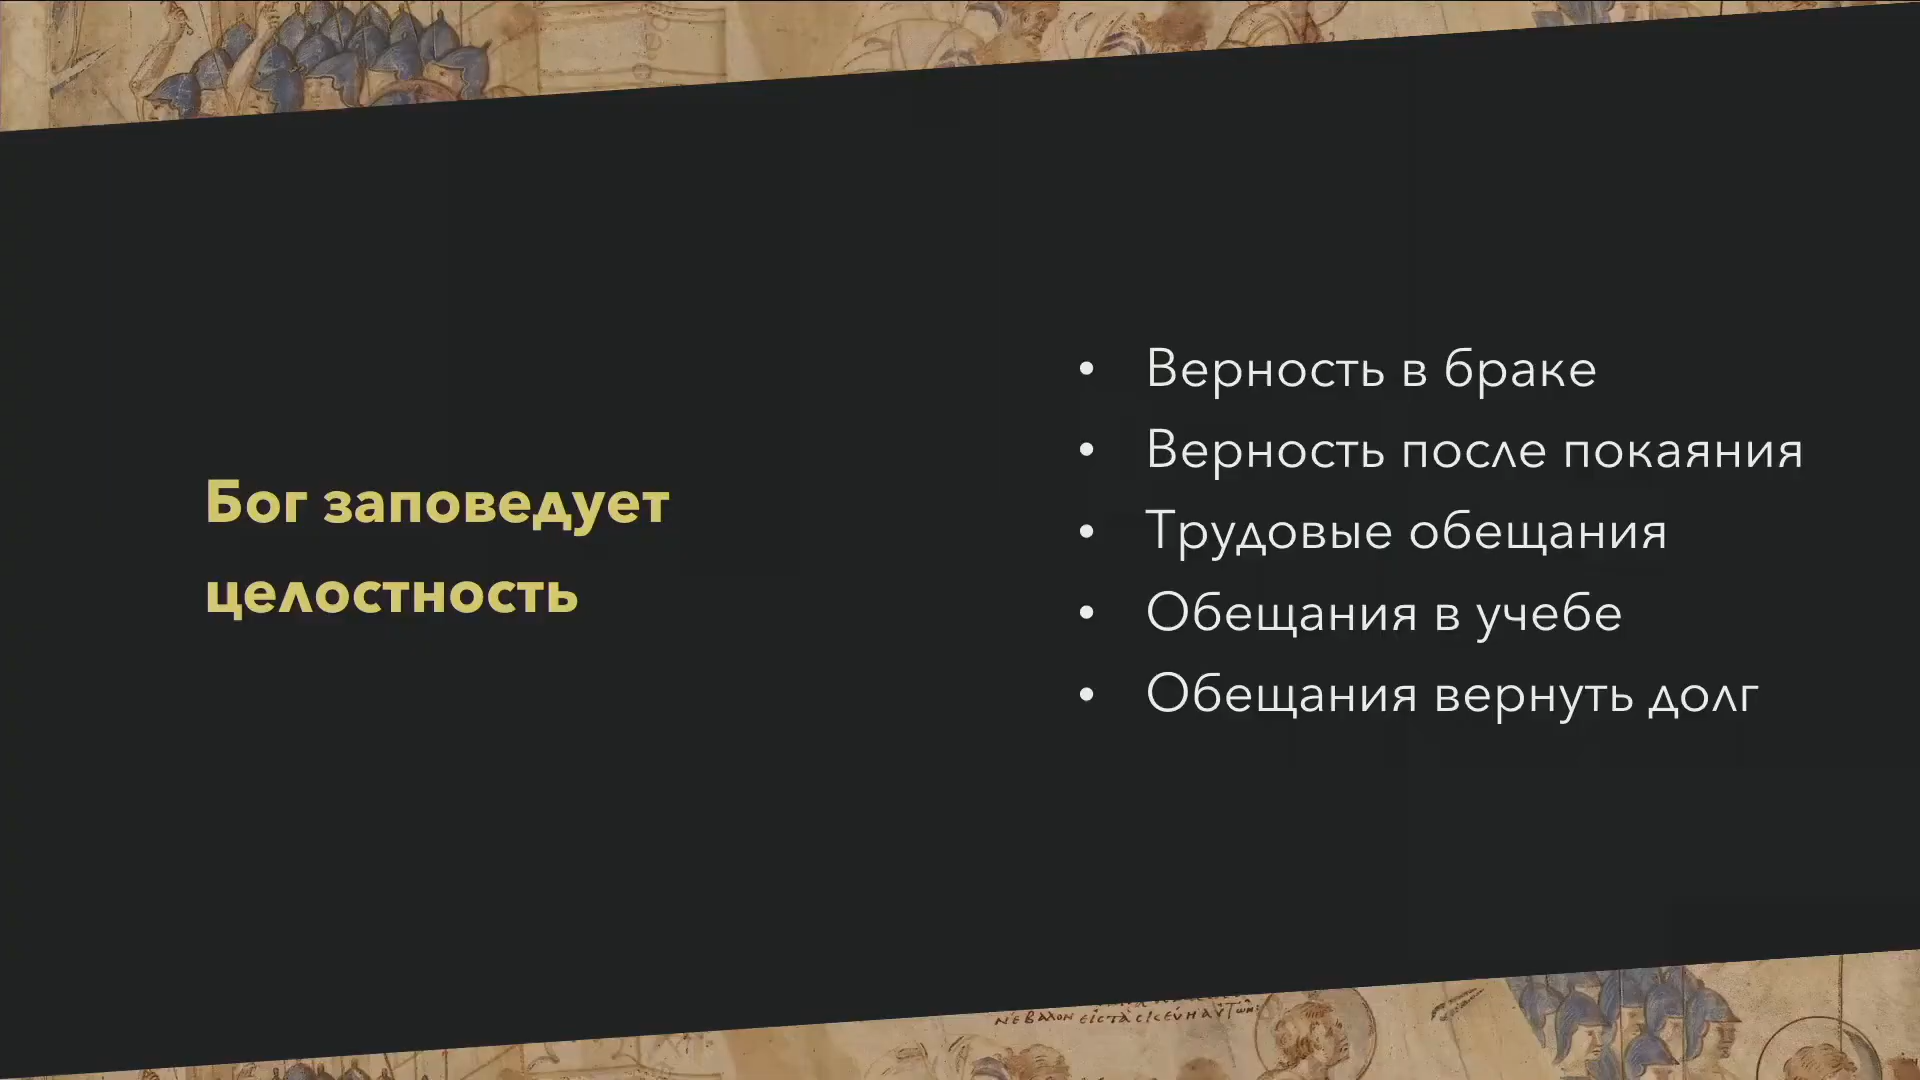 Бог заповедует
целостность
• Верность в браке
• Верность после покаяния
• Трудовые обещания
• Обещания в учебе
• Обещания вернуть долг